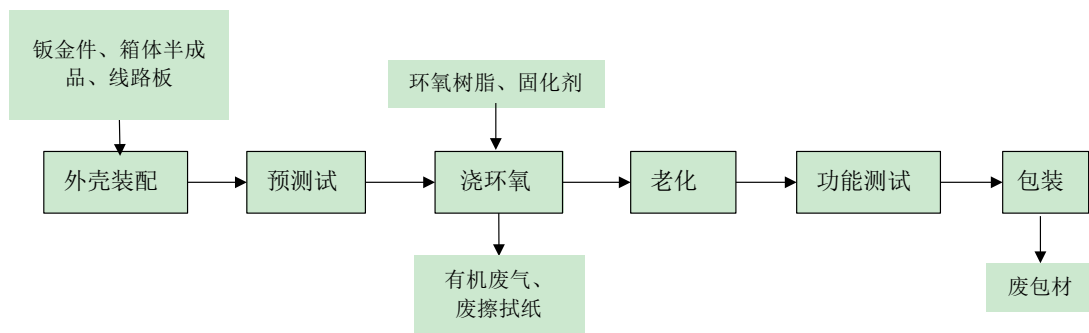 钣金件、箱体半成
品、线路板
环氧树脂、固化剂
外壳装配
预测试
浇环氧
老化
功能测试
包装
有机废气、
废擦拭纸
废包材